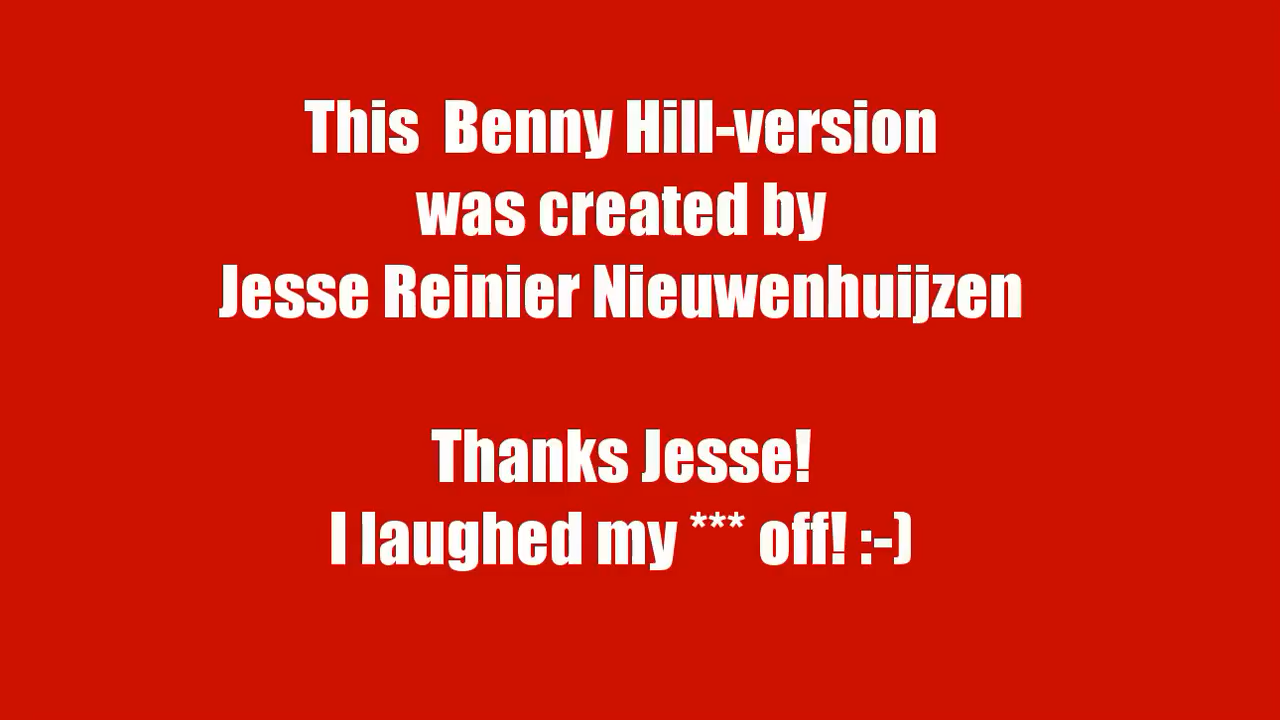 This  Benny Hill-version
was created by
Jesse Reinier Nieuwenhuijzen
Thanks Jesse!
I laughed my *** off! :-)